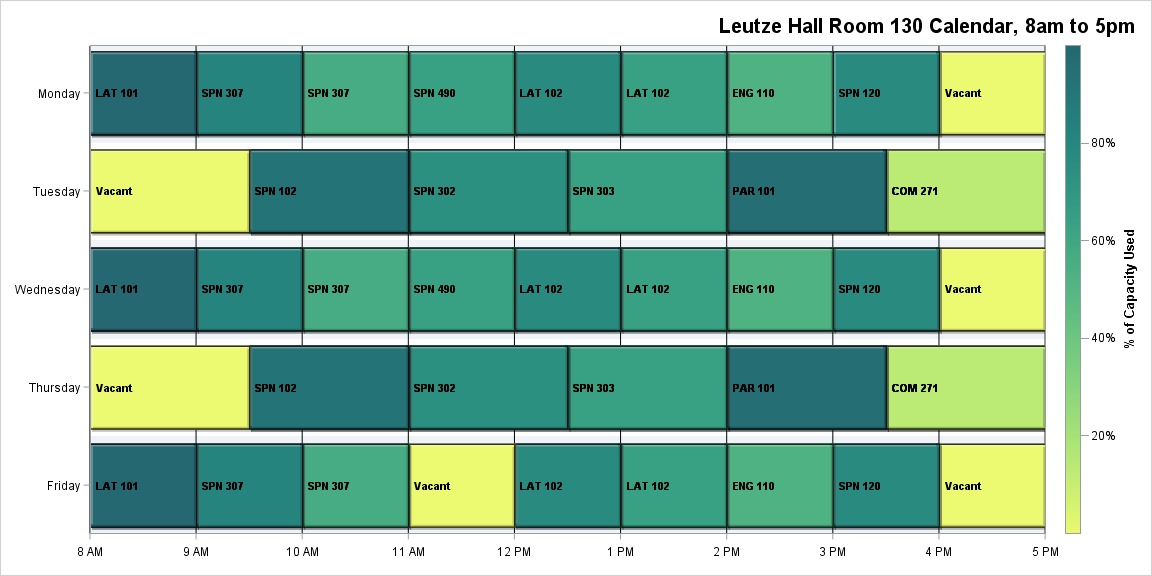 Leutze Hall Room 130 Calendar, 8am to 5pm
Monday LAT 101 SPN 307 SPN 307 SPN 490 LAT 102 LAT 102 ENG 110 SPN 120 Vacant
80%
Tuesday Vacant SPN 102 SPN 302 SPN 303 PAR 101 COM 271
60%
% of Capacity Used
Wednesday LAT 101 SPN 307 SPN 307 SPN 490 LAT 102 LAT 102 ENG 110 SPN 120 Vacant
40%
Thursday Vacant SPN 102 SPN 302 SPN 303 PAR 101 COM 271
20%
Friday LAT 101 SPN 307 SPN 307 Vacant LAT 102 LAT 102 ENG 110 SPN 120 Vacant
8 AM 9 AM 10 AM 11 AM 12 PM 1 PM 2 PM 3 PM 4 PM 5 PM